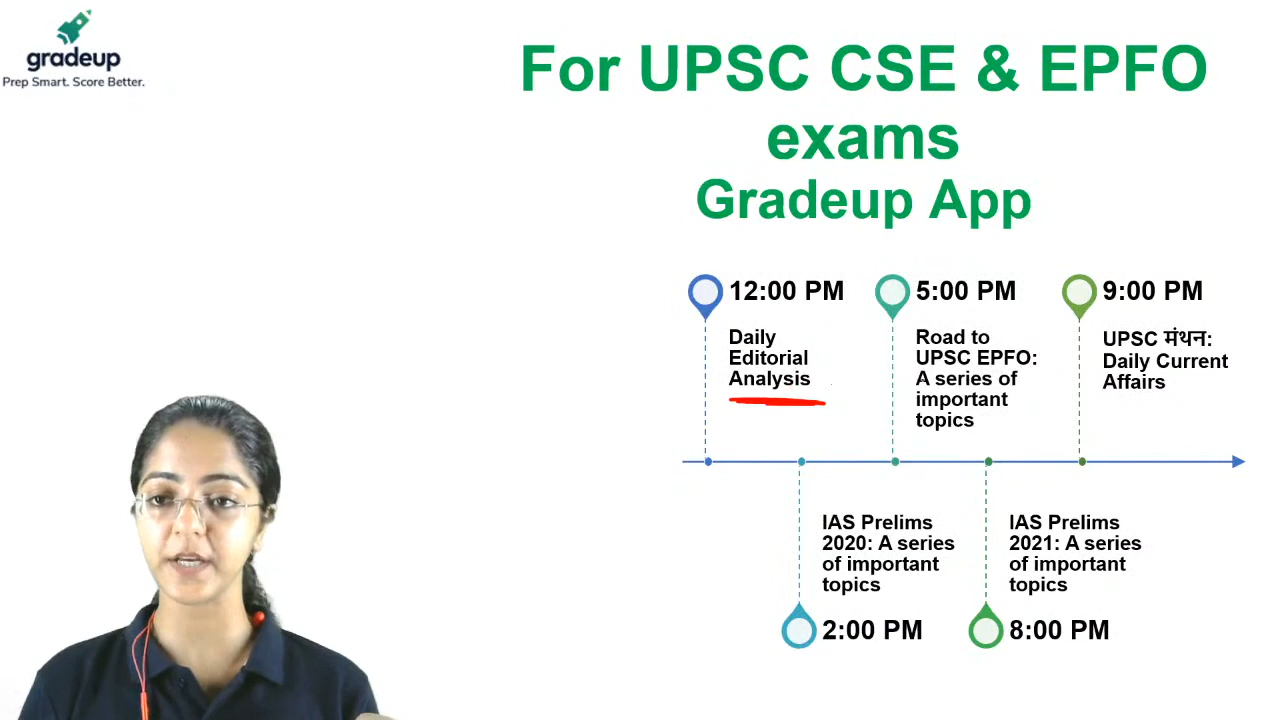 gradeup
Prep Smart. Score Better.
For UPSC CSE & EPFO
exams
Gradeup App
12:00 PM
Daily
Editorial
Analysis
2:00 PM
IAS Prelims
2020: A series
of important
topics
5:00 PM
Road to
UPSC EPFO:
A series of
important
topics
8:00 PM
IAS Prelims
2021: A series
of important
topics
9:00 PM
UPSC मंथन:
Daily Current
Affairs